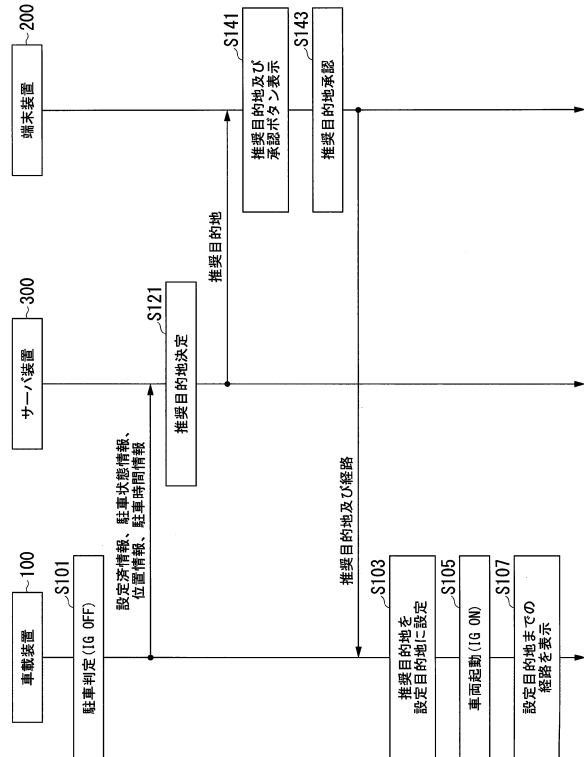 車載装置
100
サーバ装置
300
端末装置
200
S101
駐車判定(IG OFF)
設定済情報、駐車状態情報、
位置情報、駐車時間情報
S121
推奨目的地決定
推奨目的地
S141
推奨目的地及び
承認ボタン表示
S143
推奨目的地承認
推奨目的地及び経路
S103
推奨目的地を
設定目的地に設定
S105
車両起動(IG ON)
S107
設定目的地までの
経路を表示